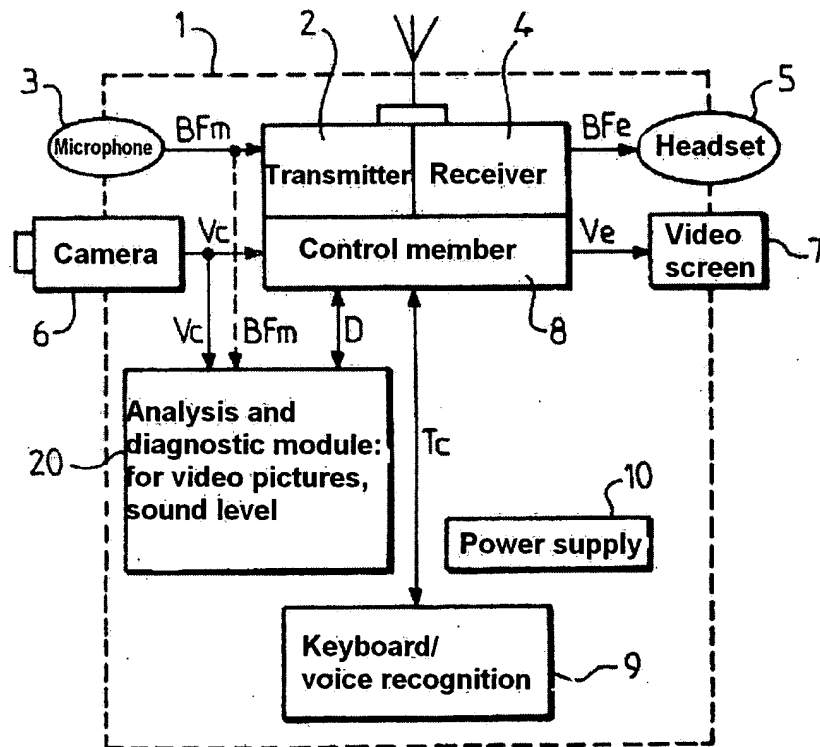 1
2
4
3
5
BFm
BFe
Microphone
Transmitter
Receiver
Headset
Camera
Vc
Control member
Ve
Video
screen
7
6
8
Vc
BFm
D
Tc
Analysis and
diagnostic module:
for video pictures,
sound level
20
10
Power supply
Keyboard/
voice recognition
9